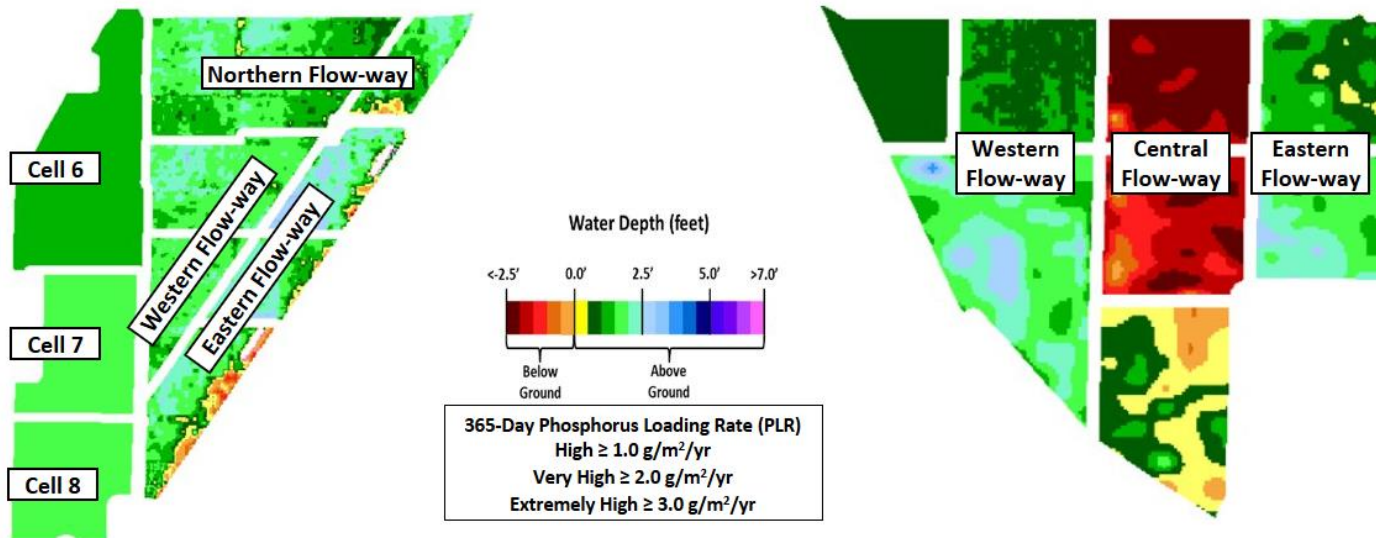 Northern Flow-way
Cell 6
Western Flow-way
Eastern Flow-way
Cell 7
Cell 8
Water Depth (feet)
<-2.5' 0.0' 2.5' 5.0' >7.0'
Below
Ground
Above
Ground
365-Day Phosphorus Loading Rate (PLR)
High ≥ 1.0 g/m²/yr
Very High ≥ 2.0 g/m²/yr
Extremely High ≥ 3.0 g/m²/yr
Western
Flow-way
Central
Flow-way
Eastern
Flow-way